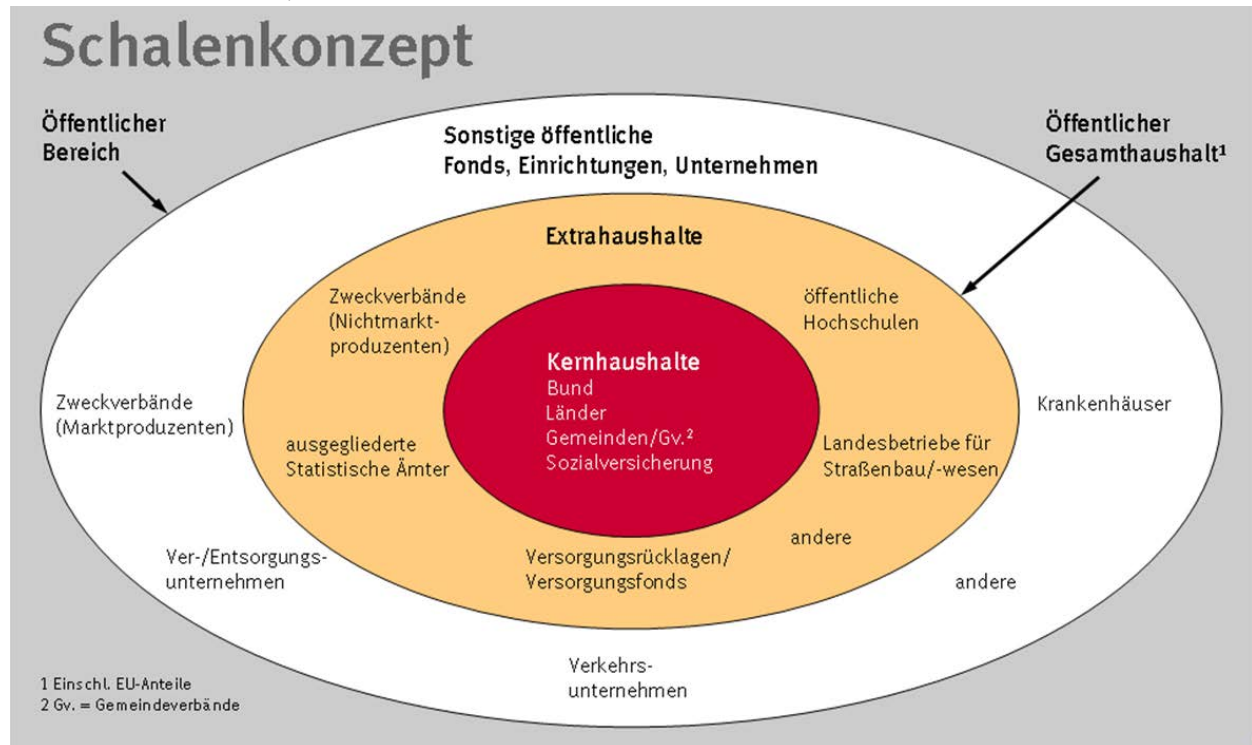 Schalenkonzept
Öffentlicher
Bereich
Sonstige öffentliche
Fonds, Einrichtungen, Unternehmen
Öffentlicher
Gesamthaushalt¹
Extrahaushalte
Zweckverbände
(Nichtmarkt-
produzenten)
öffentliche
Hochschulen
Kernhaushalte
Bund
Länder
Gemeinden/Gv.²
Sozialversicherung
Zweckverbände
(Marktproduzenten)
Krankenhäuser
ausgegliederte
Statistische Ämter
Landesbetriebe für
Straßenbau/-wesen
andere
Ver-/Entsorgungs-
unternehmen
Versorgungsrücklagen/
Versorgungsfonds
andere
Verkehrs-
unternehmen
1 Einschl. EU-Anteile
2 Gv. = Gemeindeverbände